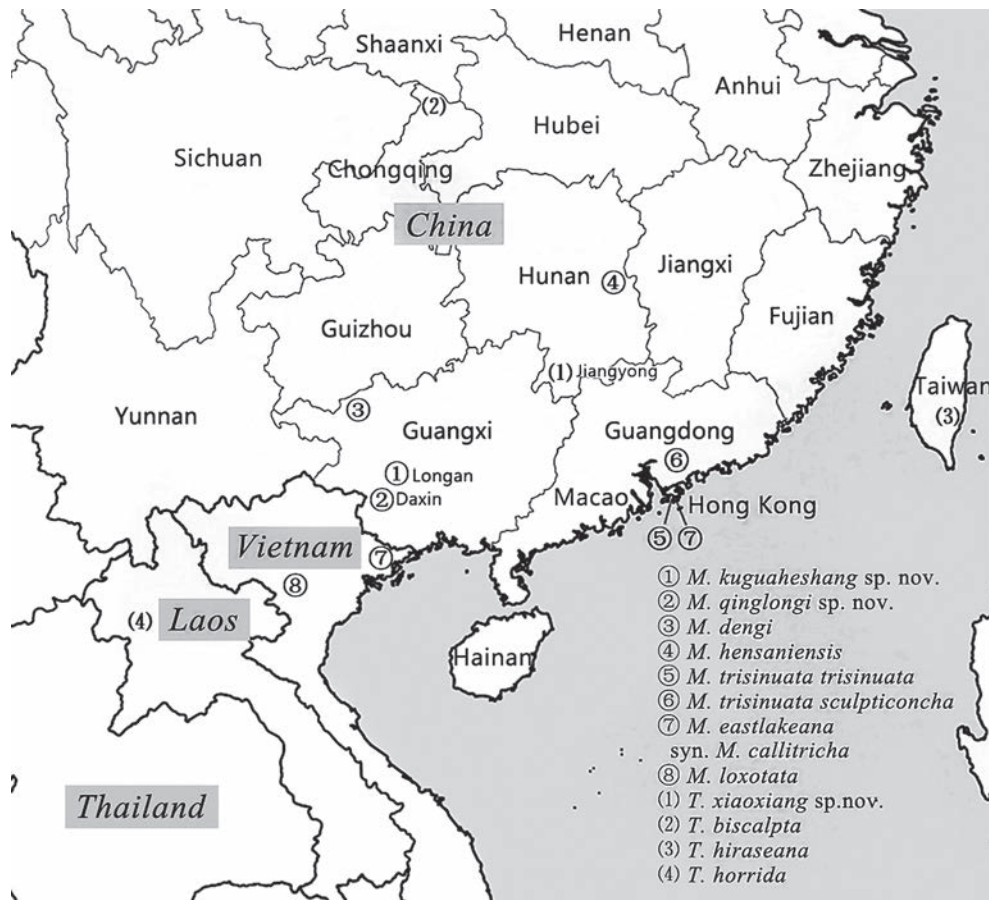 Shaanxi
Henan
Anhui
(2)
Hubei
Sichuan
Chongqing
Zhejiang
China
Hunan
④
Jiangxi
Guizhou
Fujian
(1) Jiangyong
Taiwan
(3)
③
Yunnan
Guangxi
Guangdong
⑥
① Longan
② Daxin
Macao
Hong Kong
⑤ ⑦
Vietnam
⑦
⑧
(4) Laos
Hainan
Thailand
① M. kuguaheshang sp. nov.
② M. qinglongi sp. nov.
③ M. dengi
④ M. hensaniensis
⑤ M. trisinuata trisinuata
⑥ M. trisinuata sculpticoncha
⑦ M. eastlakeana
syn. M. callitricha
⑧ M. loxotata
(1) T. xiaoxiang sp.nov.
(2) T. biscalpta
(3) T. hiraseana
(4) T. horrida